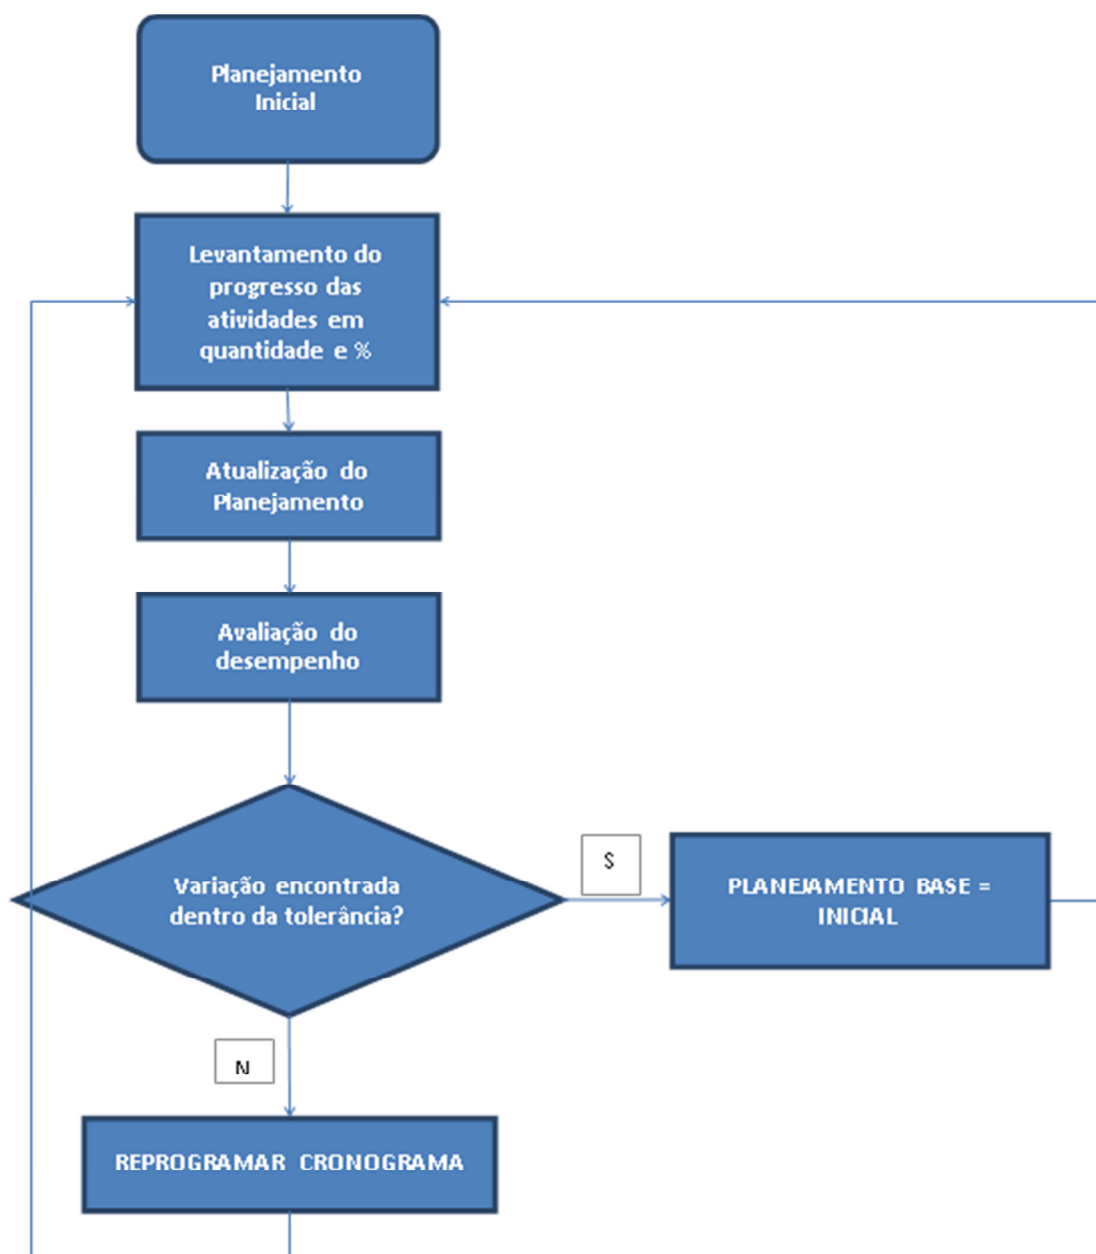 Planejamento
Inicial
Levantamento do
progresso das
atividades em
quantidade e %
Atualização do
Planejamento
Avaliação do
desempenho
Variação encontrada
dentro da tolerância?
S
PLANEJAMENTO BASE =
INICIAL
N
REPROGRAMAR CRONOGRAMA